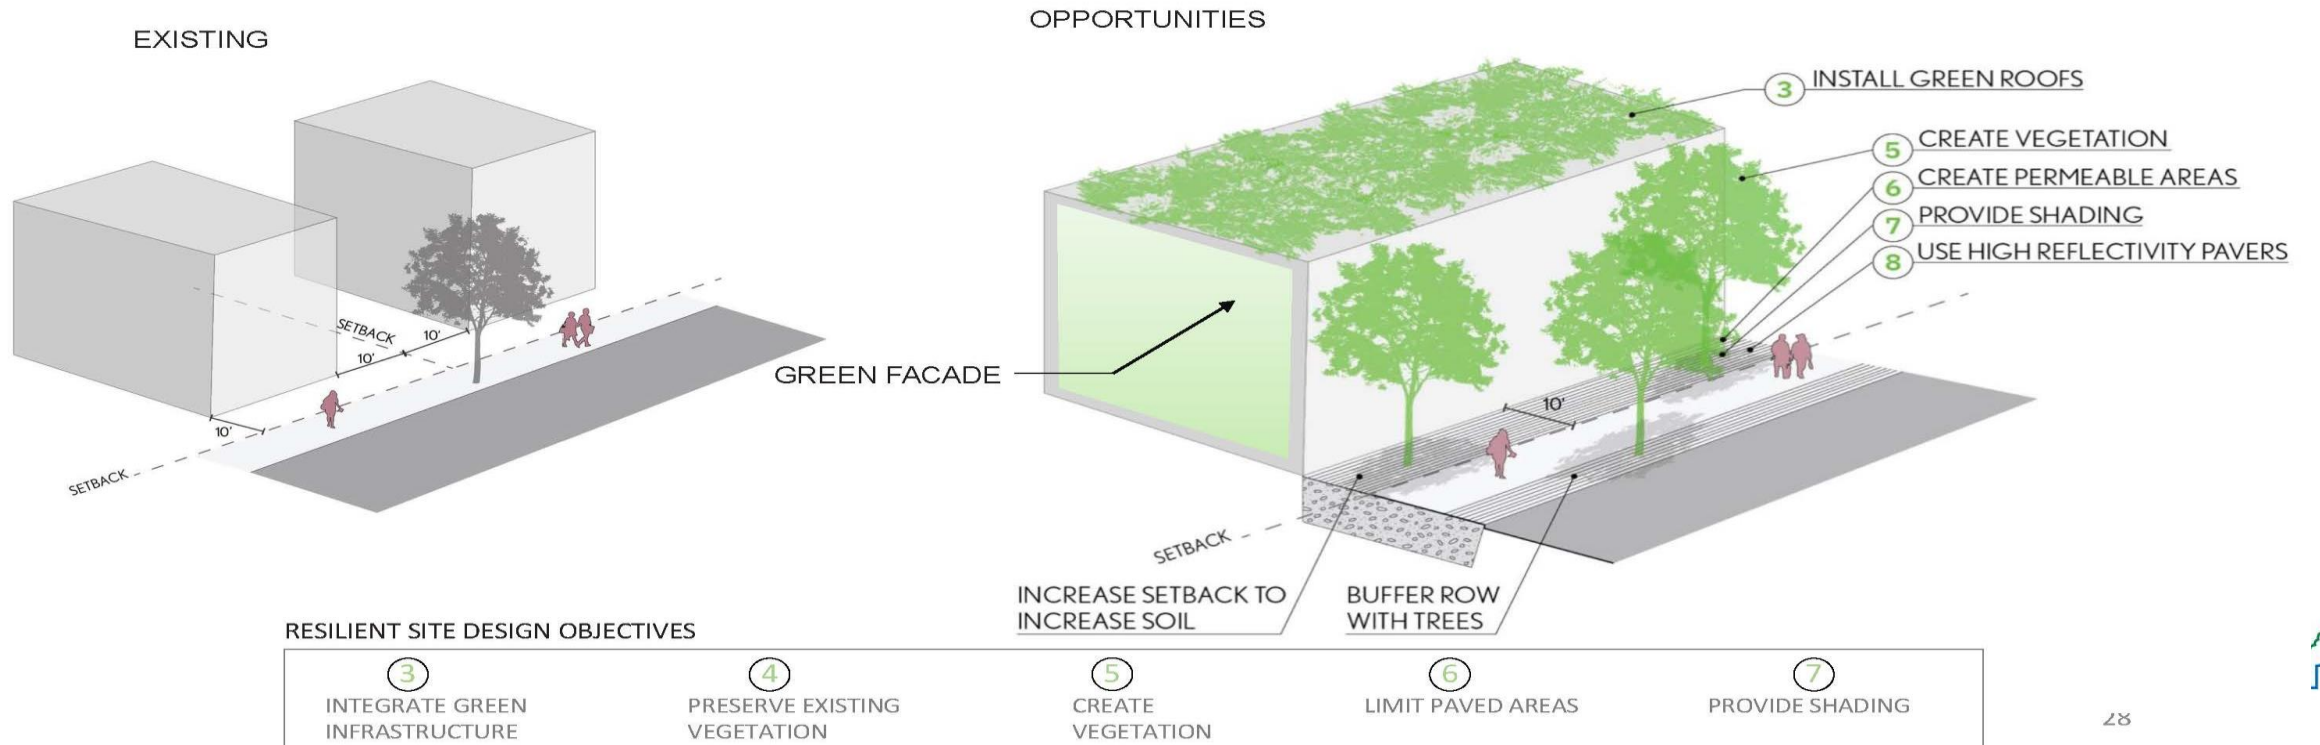 EXISTING
OPPORTUNITIES
3 INSTALL GREEN ROOFS
5 CREATE VEGETATION
6 CREATE PERMEABLE AREAS
7 PROVIDE SHADING
8 USE HIGH REFLECTIVITY PAVERS
SETBACK
10'
10'
10'
SETBACK
GREEN FACADE
10'
SETBACK
INCREASE SETBACK TO
INCREASE SOIL
BUFFER ROW
WITH TREES
RESILIENT SITE DESIGN OBJECTIVES
3
INTEGRATE GREEN
INFRASTRUCTURE
4
PRESERVE EXISTING
VEGETATION
5
CREATE
VEGETATION
6
LIMIT PAVED AREAS
7
PROVIDE SHADING
28